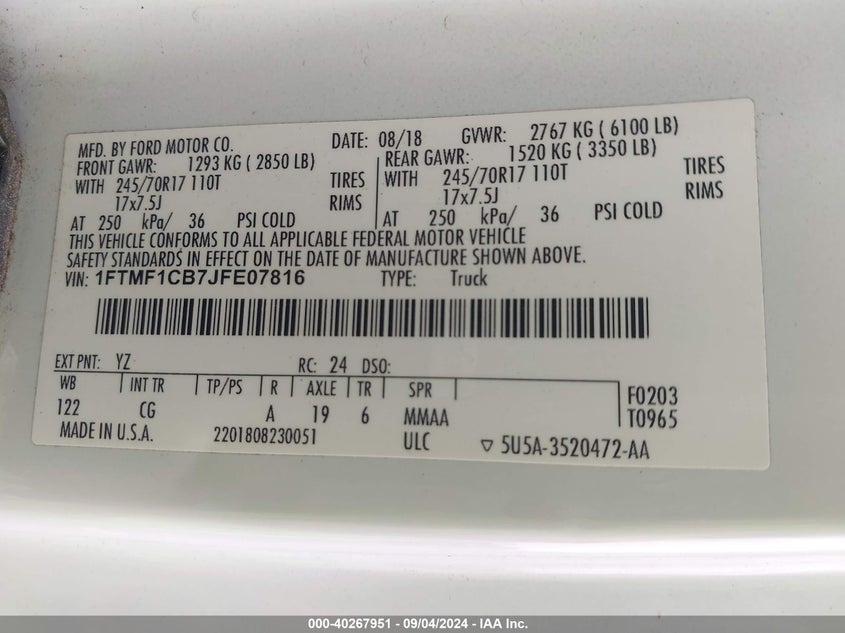 MFD. BY FORD MOTOR CO. DATE: 08/18 GVWR: 2767 KG ( 6100 LB)
FRONT GAWR: 1293 KG ( 2850 LB) REAR GAWR: 1520 KG ( 3350 LB)
WITH 245/70R17 110T TIRES WITH 245/70R17 110T TIRES
17x7.5J RIMS 17x7.5J RIMS
AT 250 kPa/ 36 PSI COLD AT 250 kPa/ 36 PSI COLD
THIS VEHICLE CONFORMS TO ALL APPLICABLE FEDERAL MOTOR VEHICLE
SAFETY STANDARDS IN EFFECT ON THE DATE OF MANUFACTURE SHOWN ABOVE.
VIN: 1FTMF1CB7JFE07816 TYPE: Truck
EXT PNT: YZ RC: 24 DSO:
WB INT TR TP/PS R AXLE TR SPR F0203
122 CG A 19 6 MMAA T0965
MADE IN U.S.A. 2201808230051 ULC ▽ 5U5A-3520472-AA
000-40267951 - 09/04/2024 - IAA Inc.